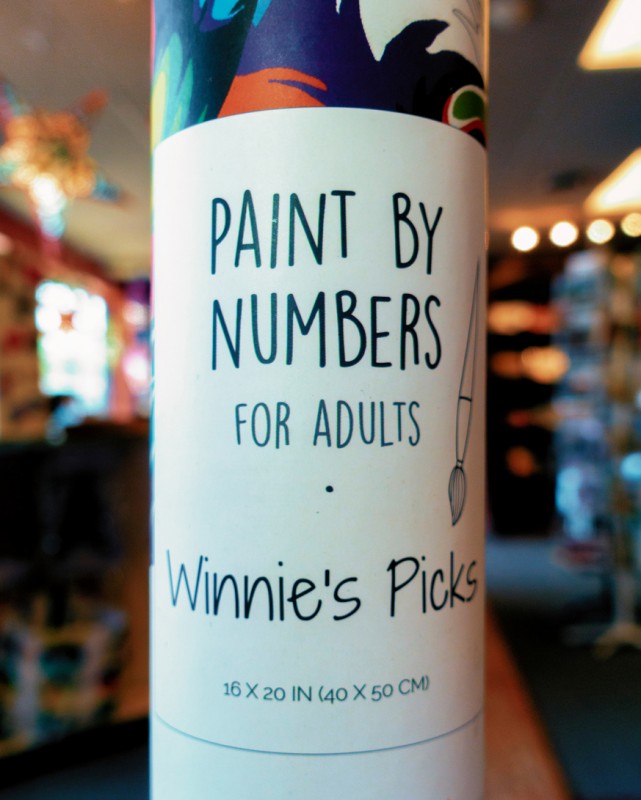 PAINT BY
NUMBERS
FOR ADULTS
•
Winnie's Picks
16 X 20 IN (40 X 50 CM)